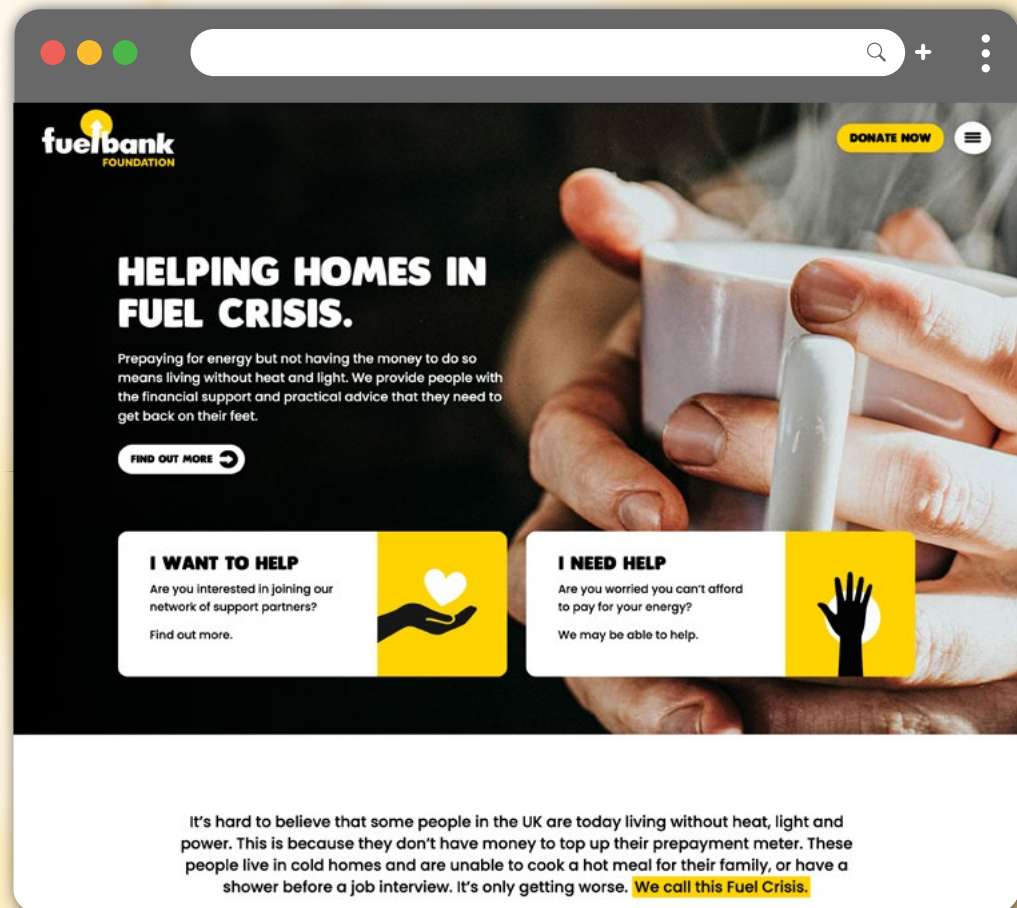 fuelbank
FOUNDATION
DONATE NOW
HELPING HOMES IN
FUEL CRISIS.
Prepaying for energy but not having the money to do so
means living without heat and light. We provide people with
the financial support and practical advice that they need to
get back on their feet.
FIND OUT MORE
I WANT TO HELP
Are you interested in joining our
network of support partners?
Find out more.
I NEED HELP
Are you worried you can't afford
to pay for your energy?
We may be able to help.
It's hard to believe that some people in the UK are today living without heat, light and
power. This is because they don't have money to top up their prepayment meter. These
people live in cold homes and are unable to cook a hot meal for their family, or have a
shower before a job interview. It's only getting worse. We call this Fuel Crisis.